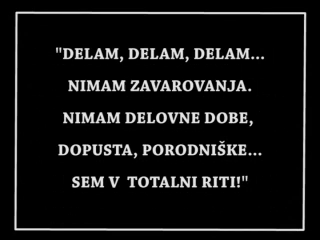 "DELAM, DELAM, DELAM...
NIMAM ZAVAROVANJA.
NIMAM DELOVNE DOBE,
DOPUSTA, PORODNIŠKE...
SEM V TOTALNI RITI!"